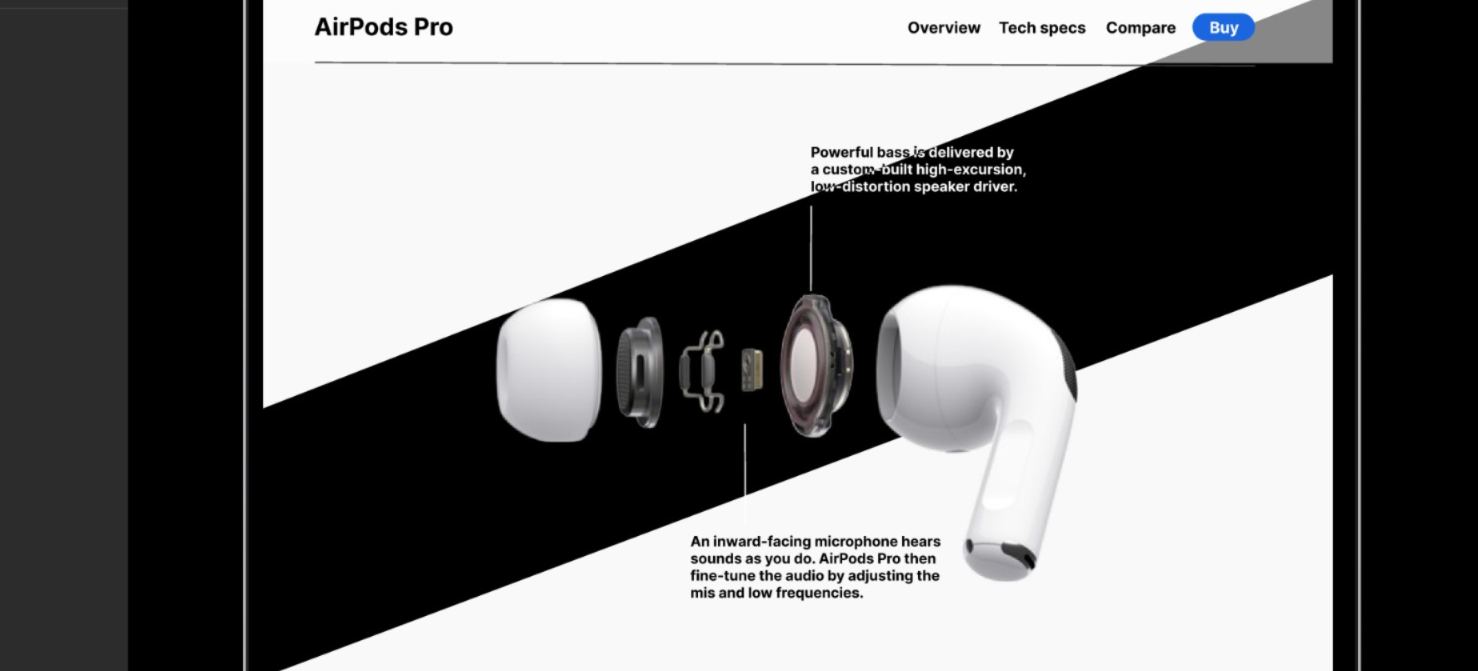 AirPods Pro
Overview Tech specs Compare Buy
Powerful bass is delivered by
a custom-built high-excursion,
low-distortion speaker driver.
An inward-facing microphone hears
sounds as you do. AirPods Pro then
fine-tune the audio by adjusting the
mis and low frequencies.